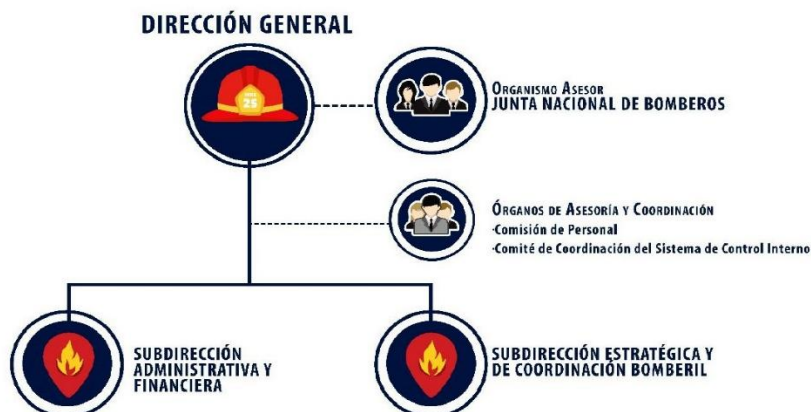 DIRECCIÓN GENERAL
25
ORGANISMO ASESOR
JUNTA NACIONAL DE BOMBEROS
ÓRGANOS DE ASESORÍA Y COORDINACIÓN
·Comisión de Personal
·Comité de Coordinación del Sistema de Control Interno
SUBDIRECCIÓN
ADMINISTRATIVA Y
FINANCIERA
SUBDIRECCIÓN ESTRATÉGICA Y
DE COORDINACIÓN BOMBERIL